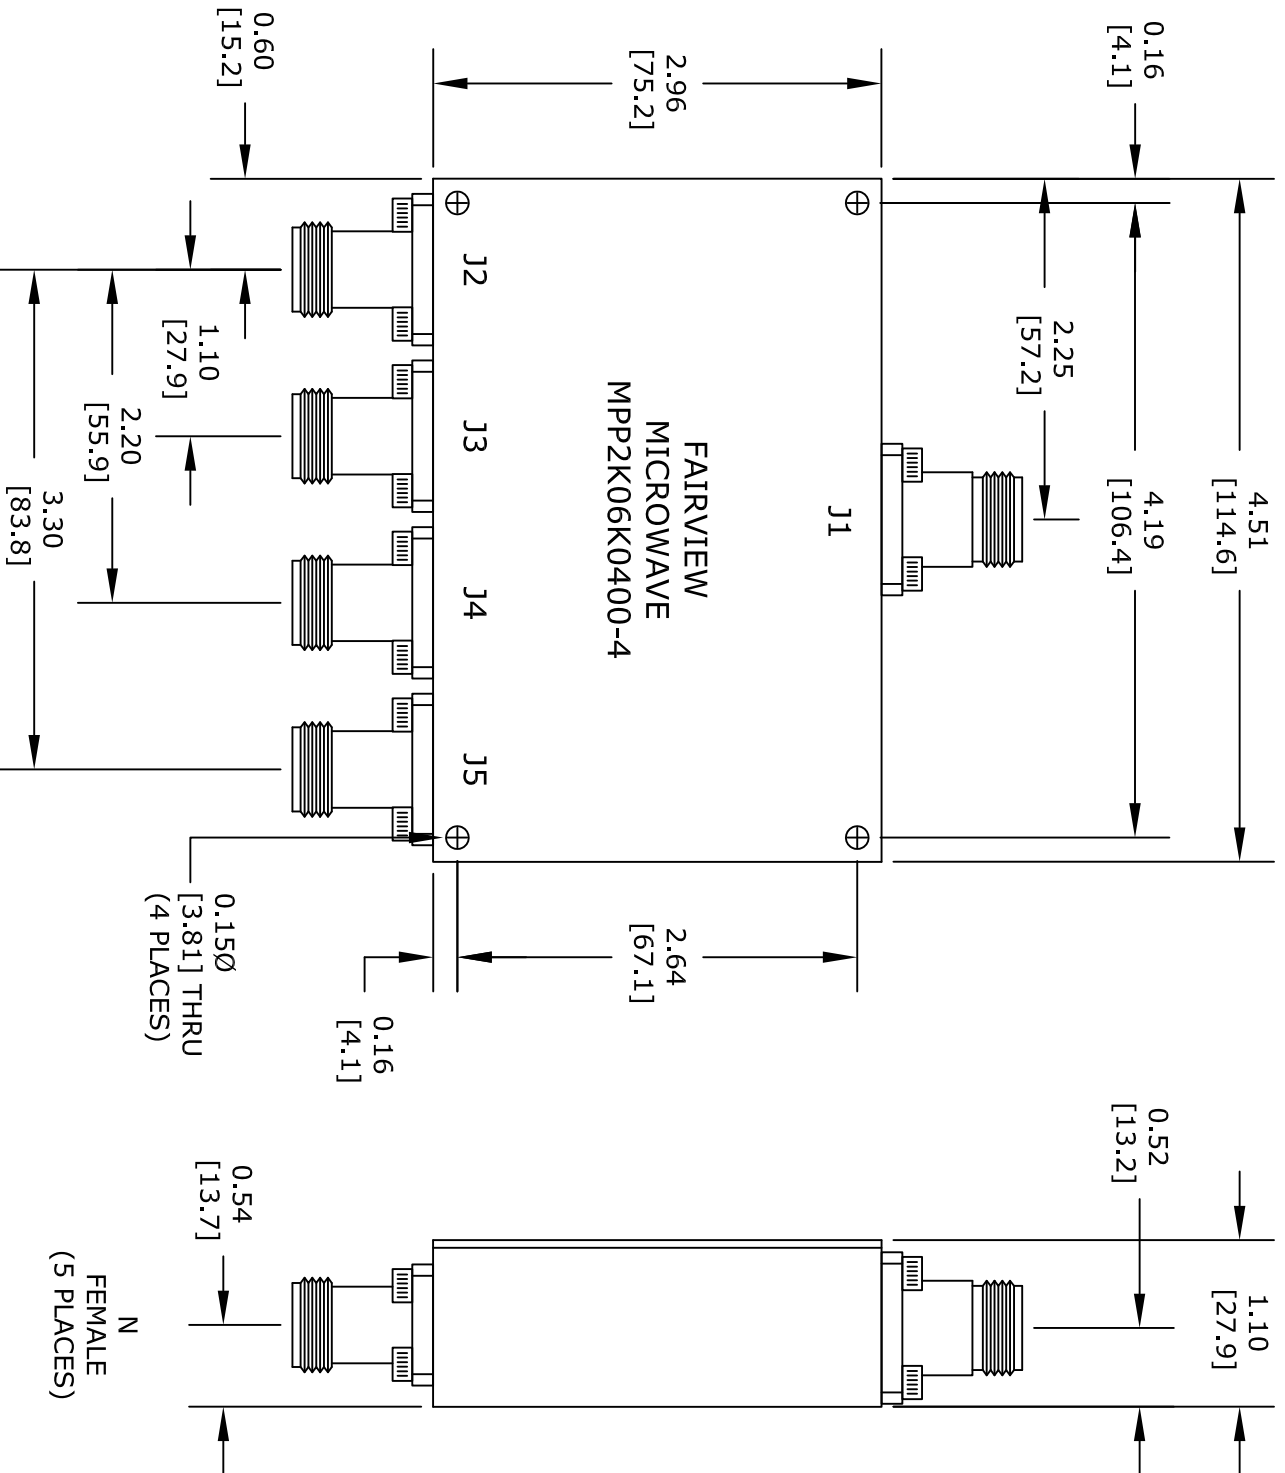 4.51
[114.6]
0.16
[4.1]
4.19
[106.4]
2.25
[57.2]
J1
2.96
[75.2]
FAIRVIEW
MICROWAVE
MPP2K06K0400-4
2.64
[67.1]
J2
J3
J4
J5
0.16
[4.1]
0.60
[15.2]
1.10
[27.9]
2.20
[55.9]
3.30
[83.8]
0.15Ø
[3.81] THRU
(4 PLACES)
1.10
[27.9]
0.52
[13.2]
0.54
[13.7]
N
FEMALE
(5 PLACES)